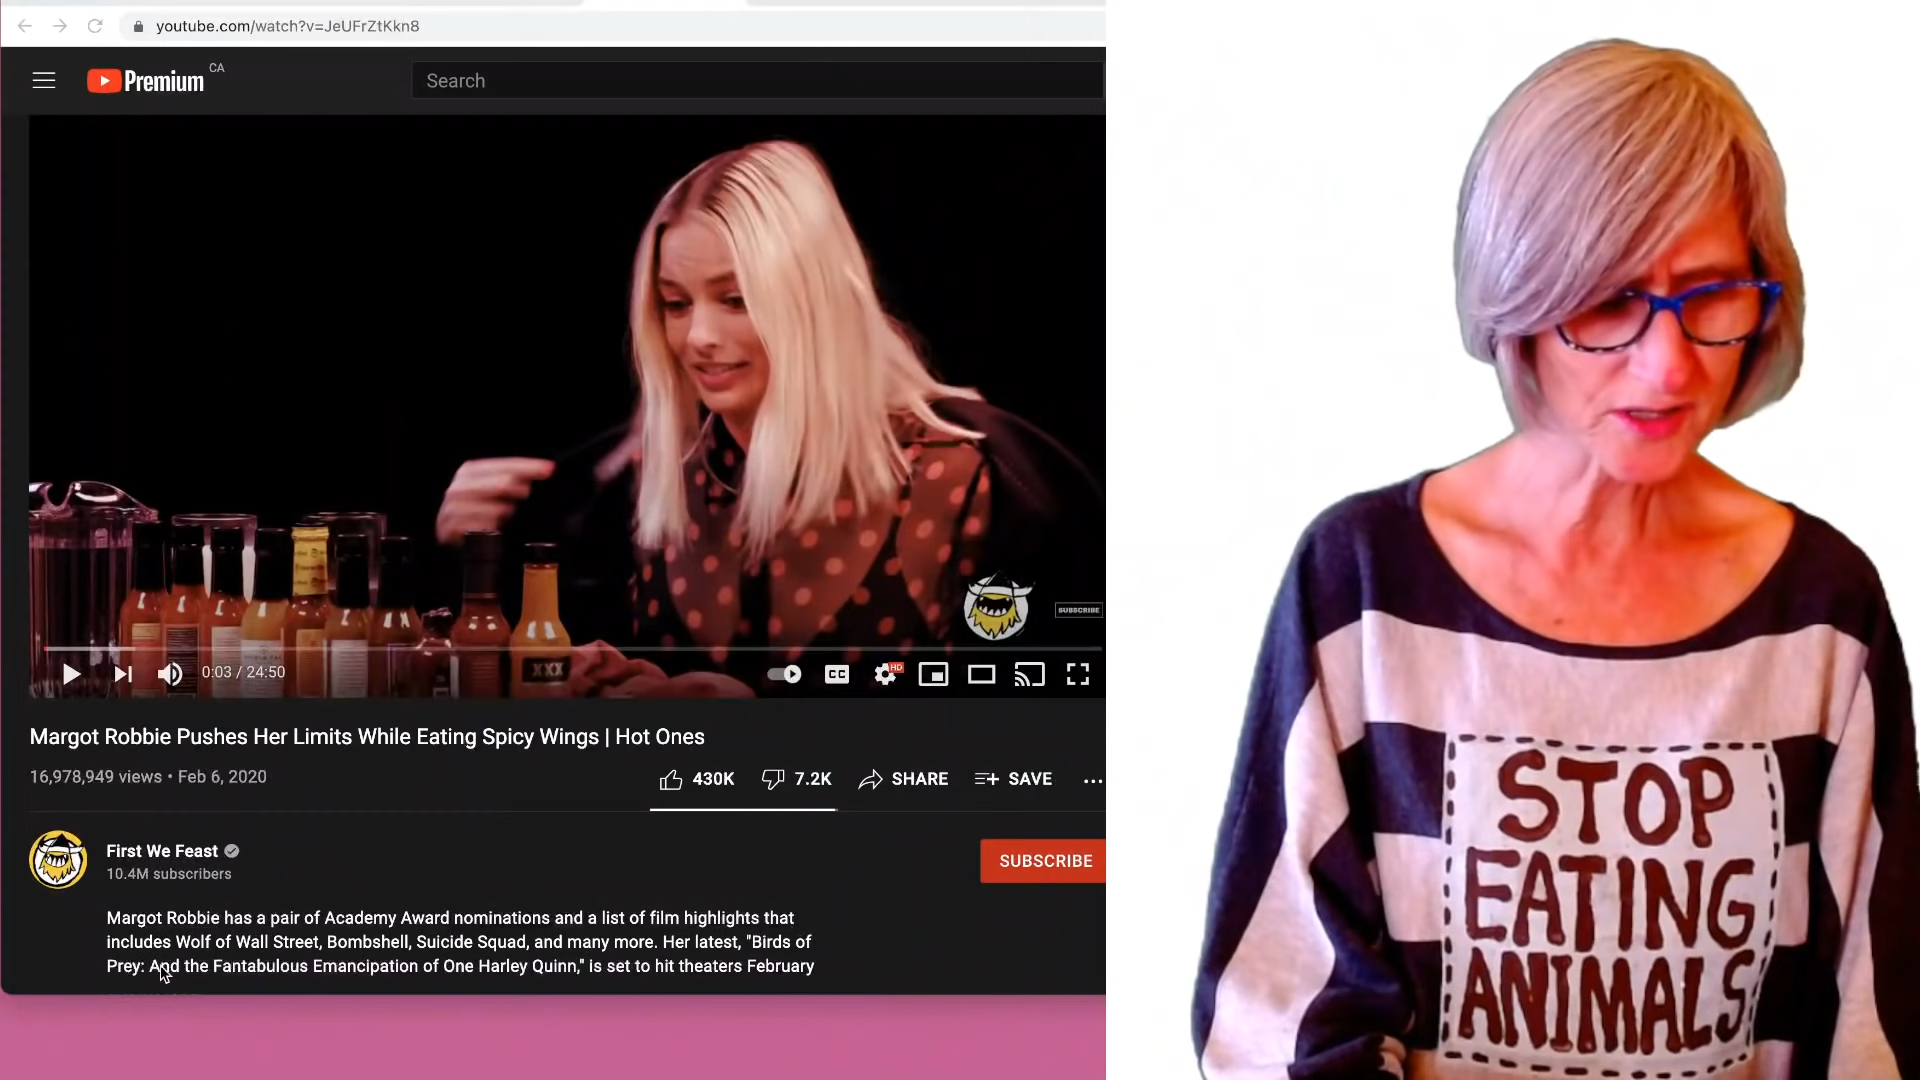 youtube.com/watch?v=JeUFrZtKkn8
Premium CA
Search
SUBSCRIBE
XXX
0:03 / 24:50
CC
HD
Margot Robbie Pushes Her Limits While Eating Spicy Wings | Hot Ones
16,978,949 views • Feb 6, 2020
430K
7.2K
SHARE
SAVE
First We Feast
10.4M subscribers
SUBSCRIBE
Margot Robbie has a pair of Academy Award nominations and a list of film highlights that
includes Wolf of Wall Street, Bombshell, Suicide Squad, and many more. Her latest, "Birds of
Prey: And the Fantabulous Emancipation of One Harley Quinn," is set to hit theaters February
STOP
EATING
ANIMALS